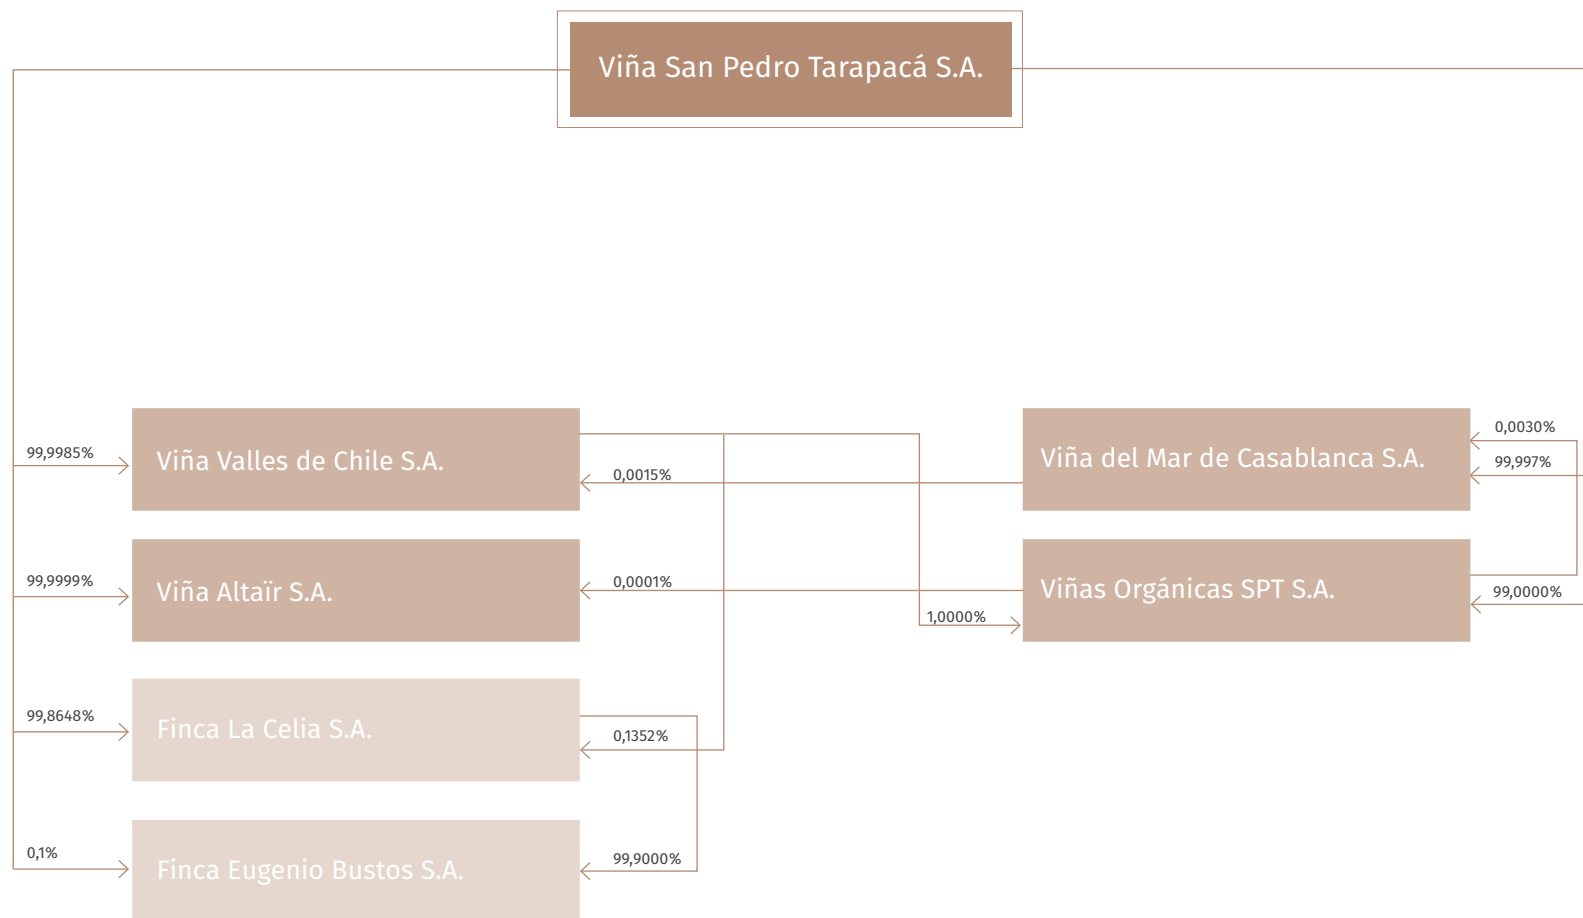 Viña San Pedro Tarapacá S.A.
99,9985%
Viña Valles de Chile S.A.
0,0015%
Viña del Mar de Casablanca S.A.
0,0030%
99,997%
99,9999%
Viña Altaïr S.A.
0,0001%
1,0000%
Viñas Orgánicas SPT S.A.
99,0000%
99,8648%
Finca La Celia S.A.
0,1352%
0,1%
Finca Eugenio Bustos S.A.
99,9000%